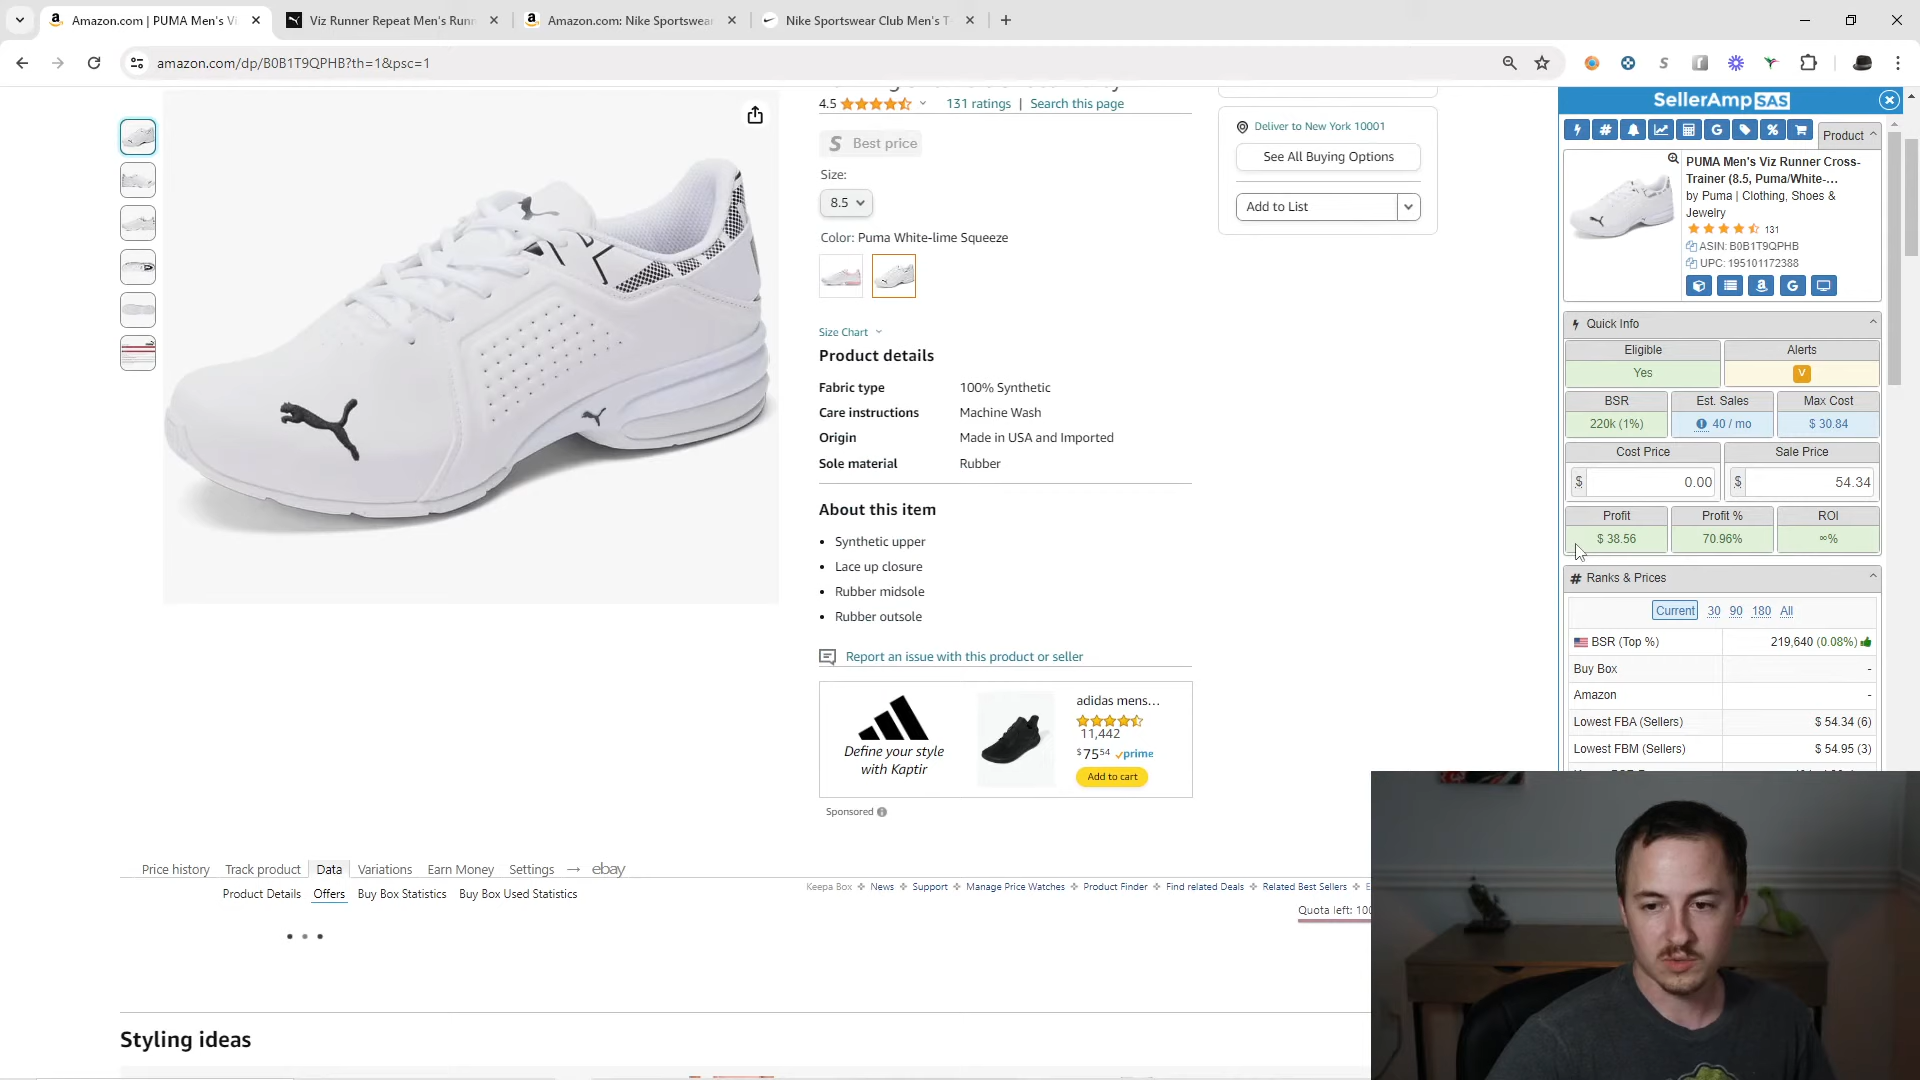 Amazon.com | PUMA Men's Vi
Viz Runner Repeat Men's Runn
Amazon.com: Nike Sportswear
Nike Sportswear Club Men's T
amazon.com/dp/B0B1T9QPHB?th=1&psc=1
4.5
131 ratings | Search this page
S Best price
Size:
8.5
Color: Puma White-lime Squeeze
Size Chart
Product details
Fabric type 100% Synthetic
Care instructions Machine Wash
Origin Made in USA and Imported
Sole material Rubber
About this item
• Synthetic upper
• Lace up closure
• Rubber midsole
• Rubber outsole
Report an issue with this product or seller
Define your style
with Kaptir
adidas mens...
11,442
$75 54 prime
Add to cart
Sponsored
Deliver to New York 10001
See All Buying Options
Add to List
SellerAmp SAS
Product
PUMA Men's Viz Runner Cross-
Trainer (8.5, Puma/White-...
by Puma | Clothing, Shoes &
Jewelry
131
ASIN: B0B1T9QPHB
UPC: 195101172388
Quick Info
Eligible Alerts
Yes V
BSR Est. Sales Max Cost
220k (1%) 40 / mo $ 30.84
Cost Price Sale Price
$ 0.00 $ 54.34
Profit Profit % ROI
$ 38.56 70.96% ∞%
# Ranks & Prices
Current 30 90 180 All
BSR (Top %) 219,640 (0.08%)
Buy Box -
Amazon -
Lowest FBA (Sellers) $ 54.34 (6)
Lowest FBM (Sellers) $ 54.95 (3)
Price history Track product Data Variations Earn Money Settings → ebay
Product Details Offers Buy Box Statistics Buy Box Used Statistics
Keepa Box News Support Manage Price Watches Product Finder Find related Deals Related Best Sellers
Quota left: 100
Styling ideas